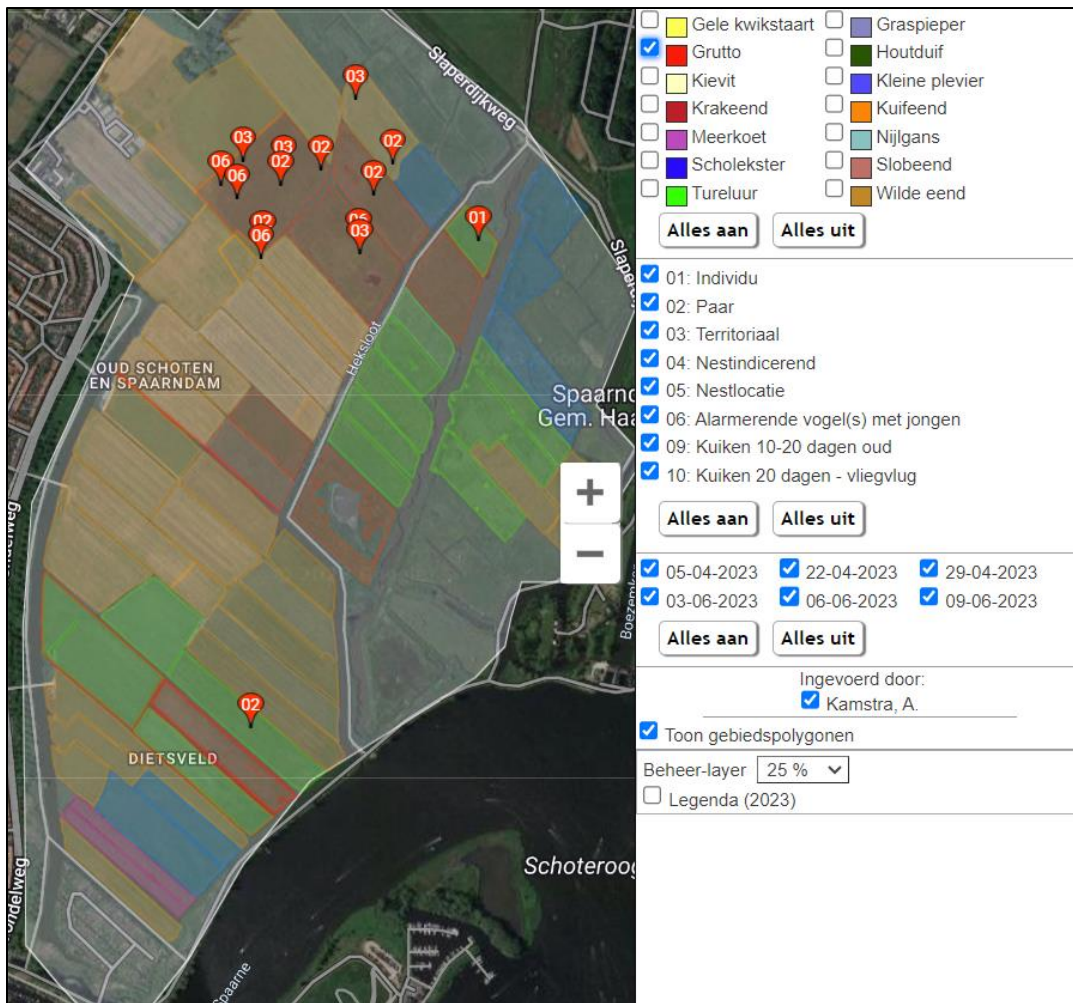 Slaperdijkweg
03
03
03
02
02
06
02
06
02
02
06
06
03
01
Heksloot
OUD SCHOTEN
EN SPAARNDAM
Spaarnd
Gem. Haa
+
−
02
DIETSVELD
Schoteroog
Spaarne
Gele kwikstaart Graspieper
Grutto Houtduif
Kievit Kleine plevier
Krakeend Kuifeend
Meerkoet Nijlgans
Scholekster Slobeend
Tureluur Wilde eend
Alles aan Alles uit
01: Individu
02: Paar
03: Territoriaal
04: Nestindicerend
05: Nestlocatie
06: Alarmerende vogel(s) met jongen
09: Kuiken 10-20 dagen oud
10: Kuiken 20 dagen - vliegvlug
Alles aan Alles uit
05-04-2023 22-04-2023 29-04-2023
03-06-2023 06-06-2023 09-06-2023
Alles aan Alles uit
Ingevoerd door:
Kamstra, A.
Toon gebiedspolygonen
Beheer-layer 25 %
Legenda (2023)